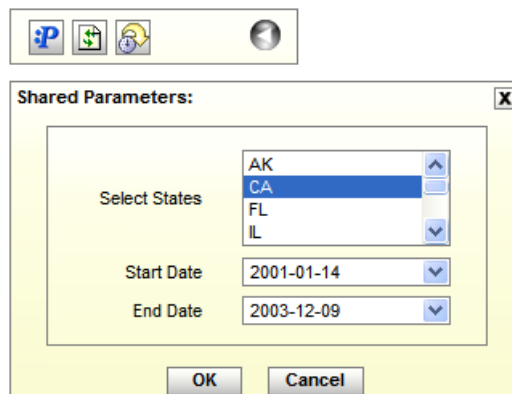 :P
Shared Parameters:
X
Select States
AK
CA
FL
IL
Start Date
2001-01-14
End Date
2003-12-09
OK
Cancel